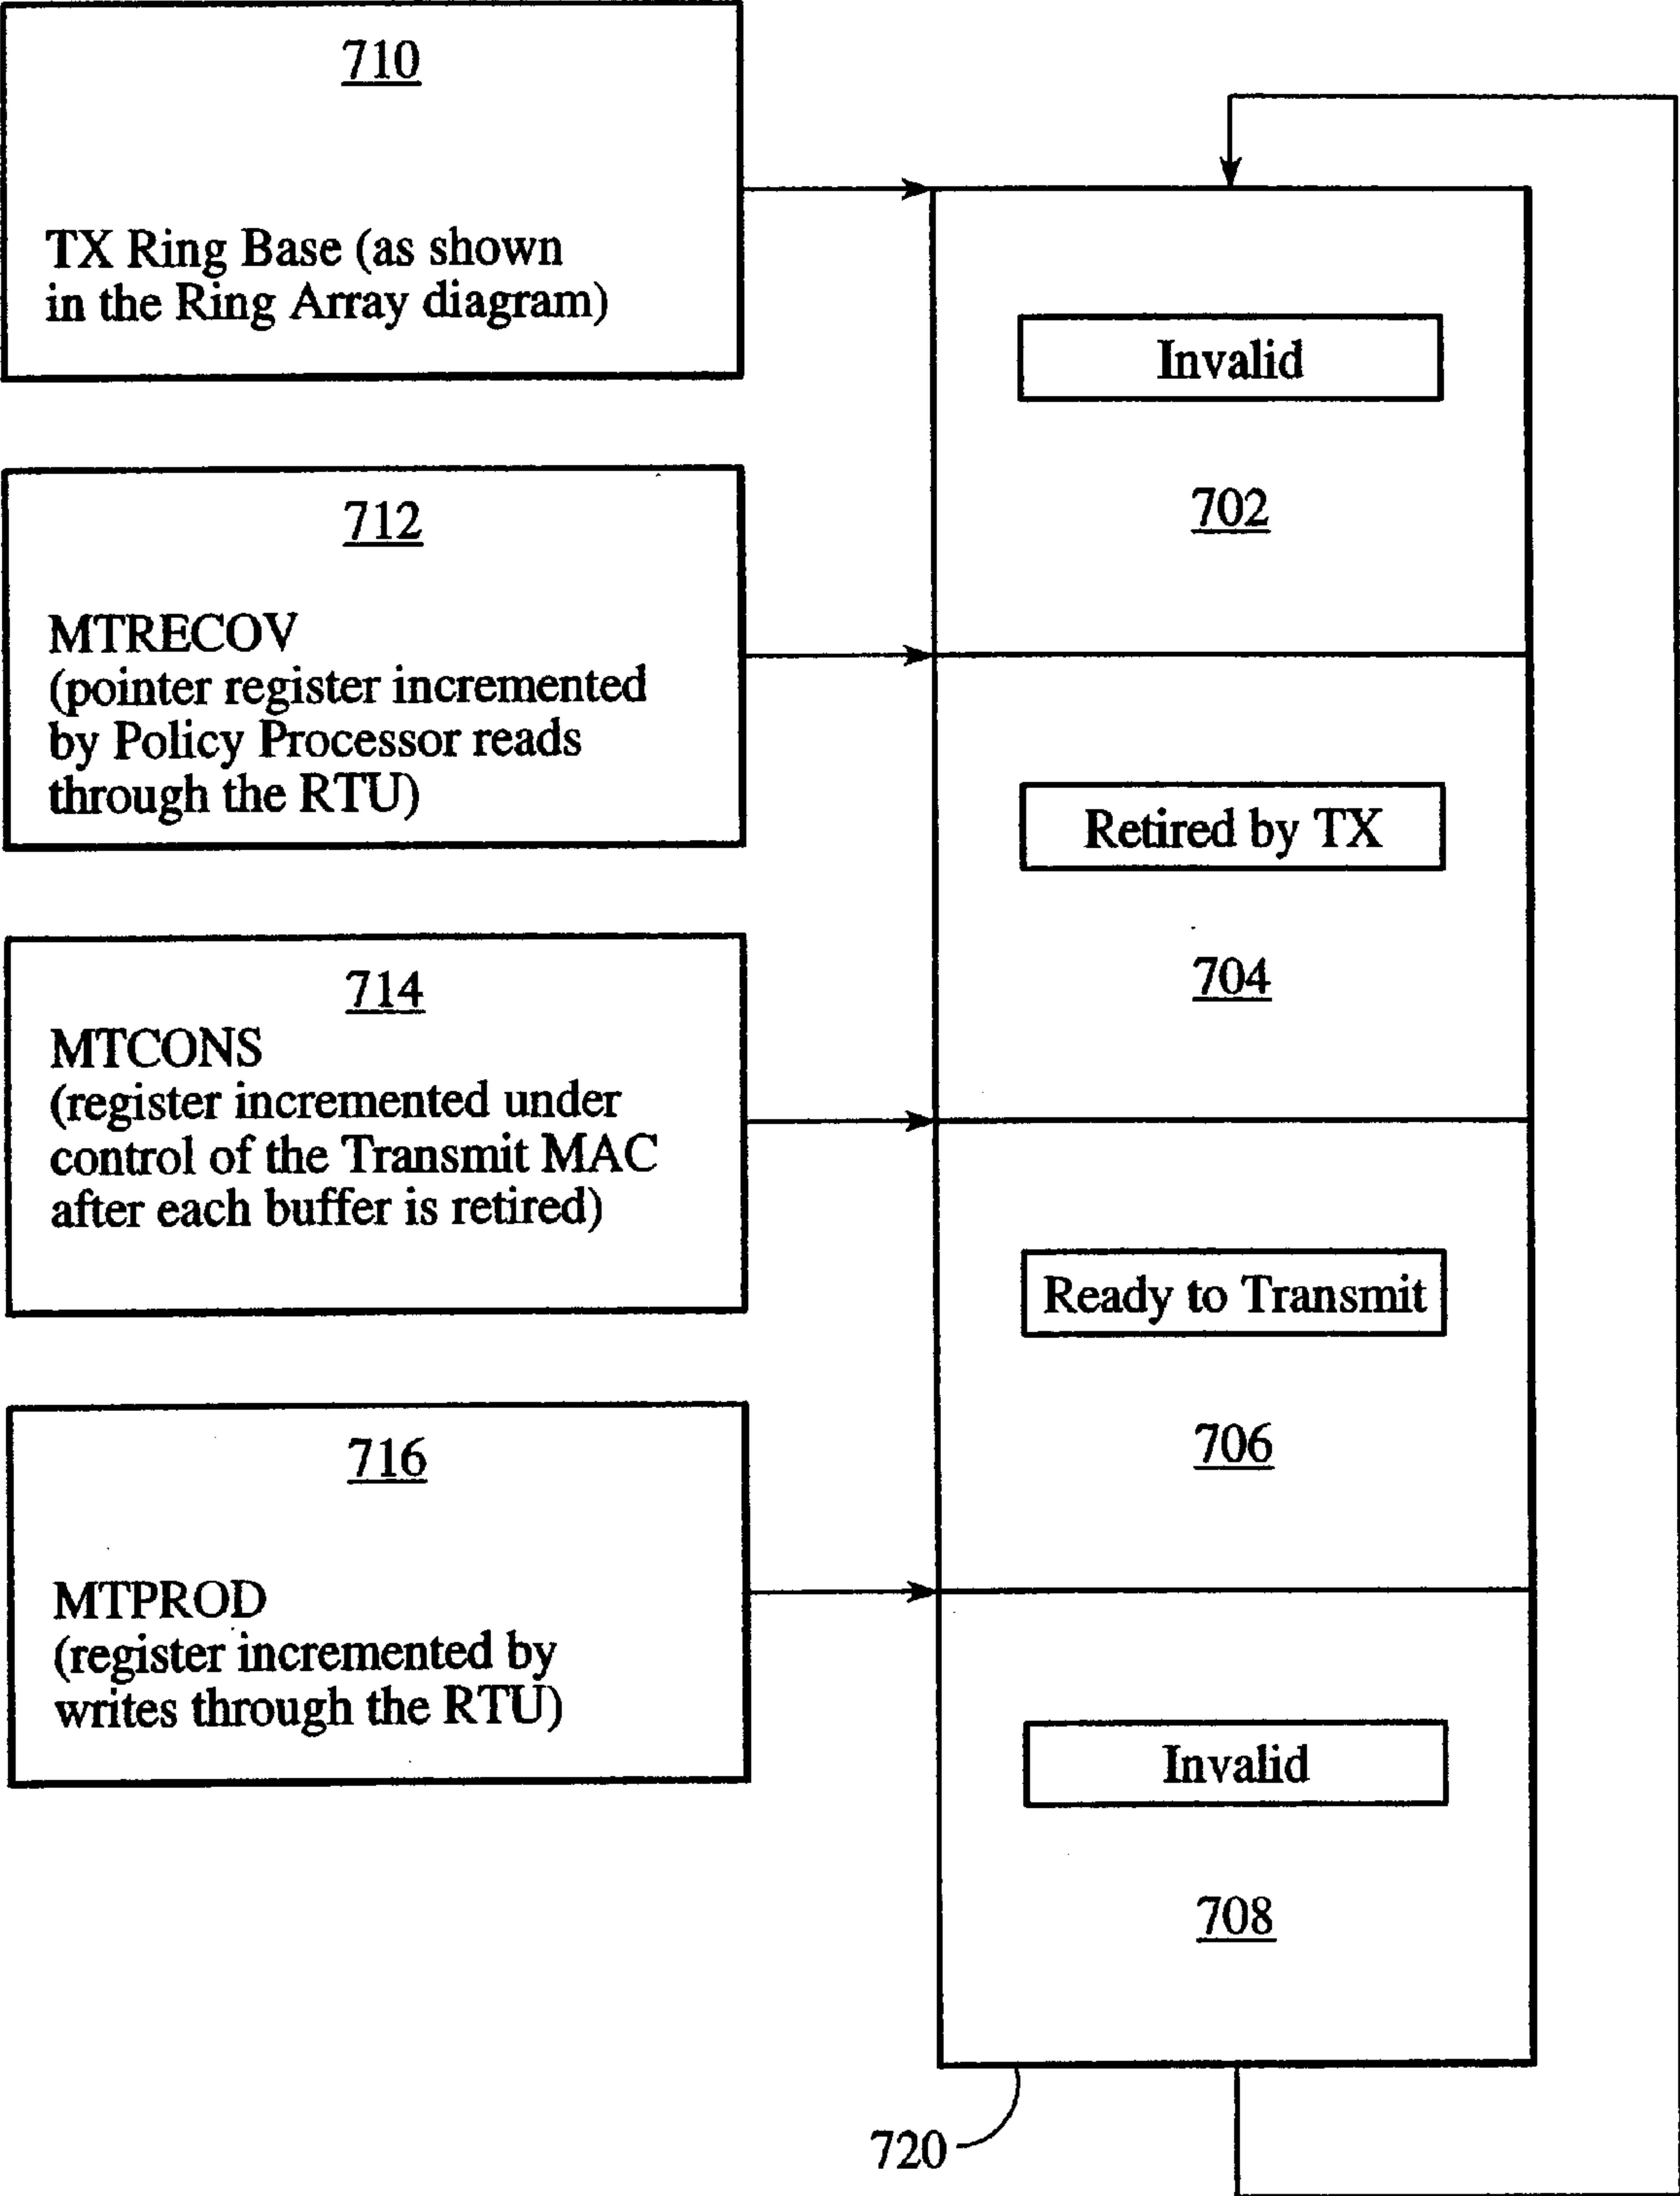 710
TX Ring Base (as shown
in the Ring Array diagram)
712
MTRECOV
(pointer register incremented
by Policy Processor reads
through the RTU)
714
MTCONS
(register incremented under
control of the Transmit MAC
after each buffer is retired)
716
MTPROD
(register incremented by
writes through the RTU)
Invalid
702
Retired by TX
704
Ready to Transmit
706
Invalid
708
720